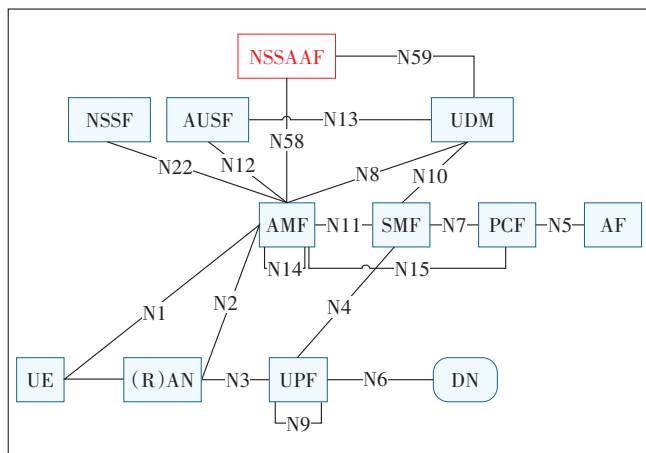 NSSAAF
N59
NSSF
AUSF
N13
UDM
N58
N22
N12
N8
N10
AMF
N11
SMF
N7
PCF
N5
AF
N14
N15
N1
N2
N4
UE
(R)AN
N3
UPF
N6
DN
N9